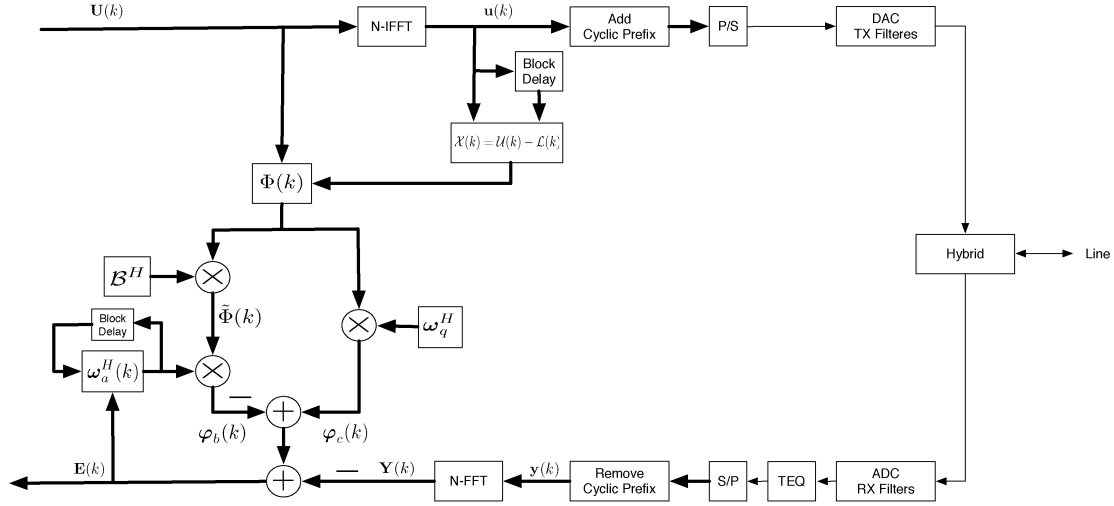 U(k)
N-IFFT
u(k)
Add
Cyclic Prefix
P/S
DAC
TX Filteres
Block
Delay
𝒳(k) = 𝒰(k) − ℒ(k)
Φ(k)
Hybrid
Line
ℬ^H
Φ̃(k)
ω_q^H
Block
Delay
ω_a^H(k)
—
+
φ_b(k)
φ_c(k)
E(k)
+
—
Y(k)
N-FFT
y(k)
Remove
Cyclic Prefix
S/P
TEQ
ADC
RX Filters